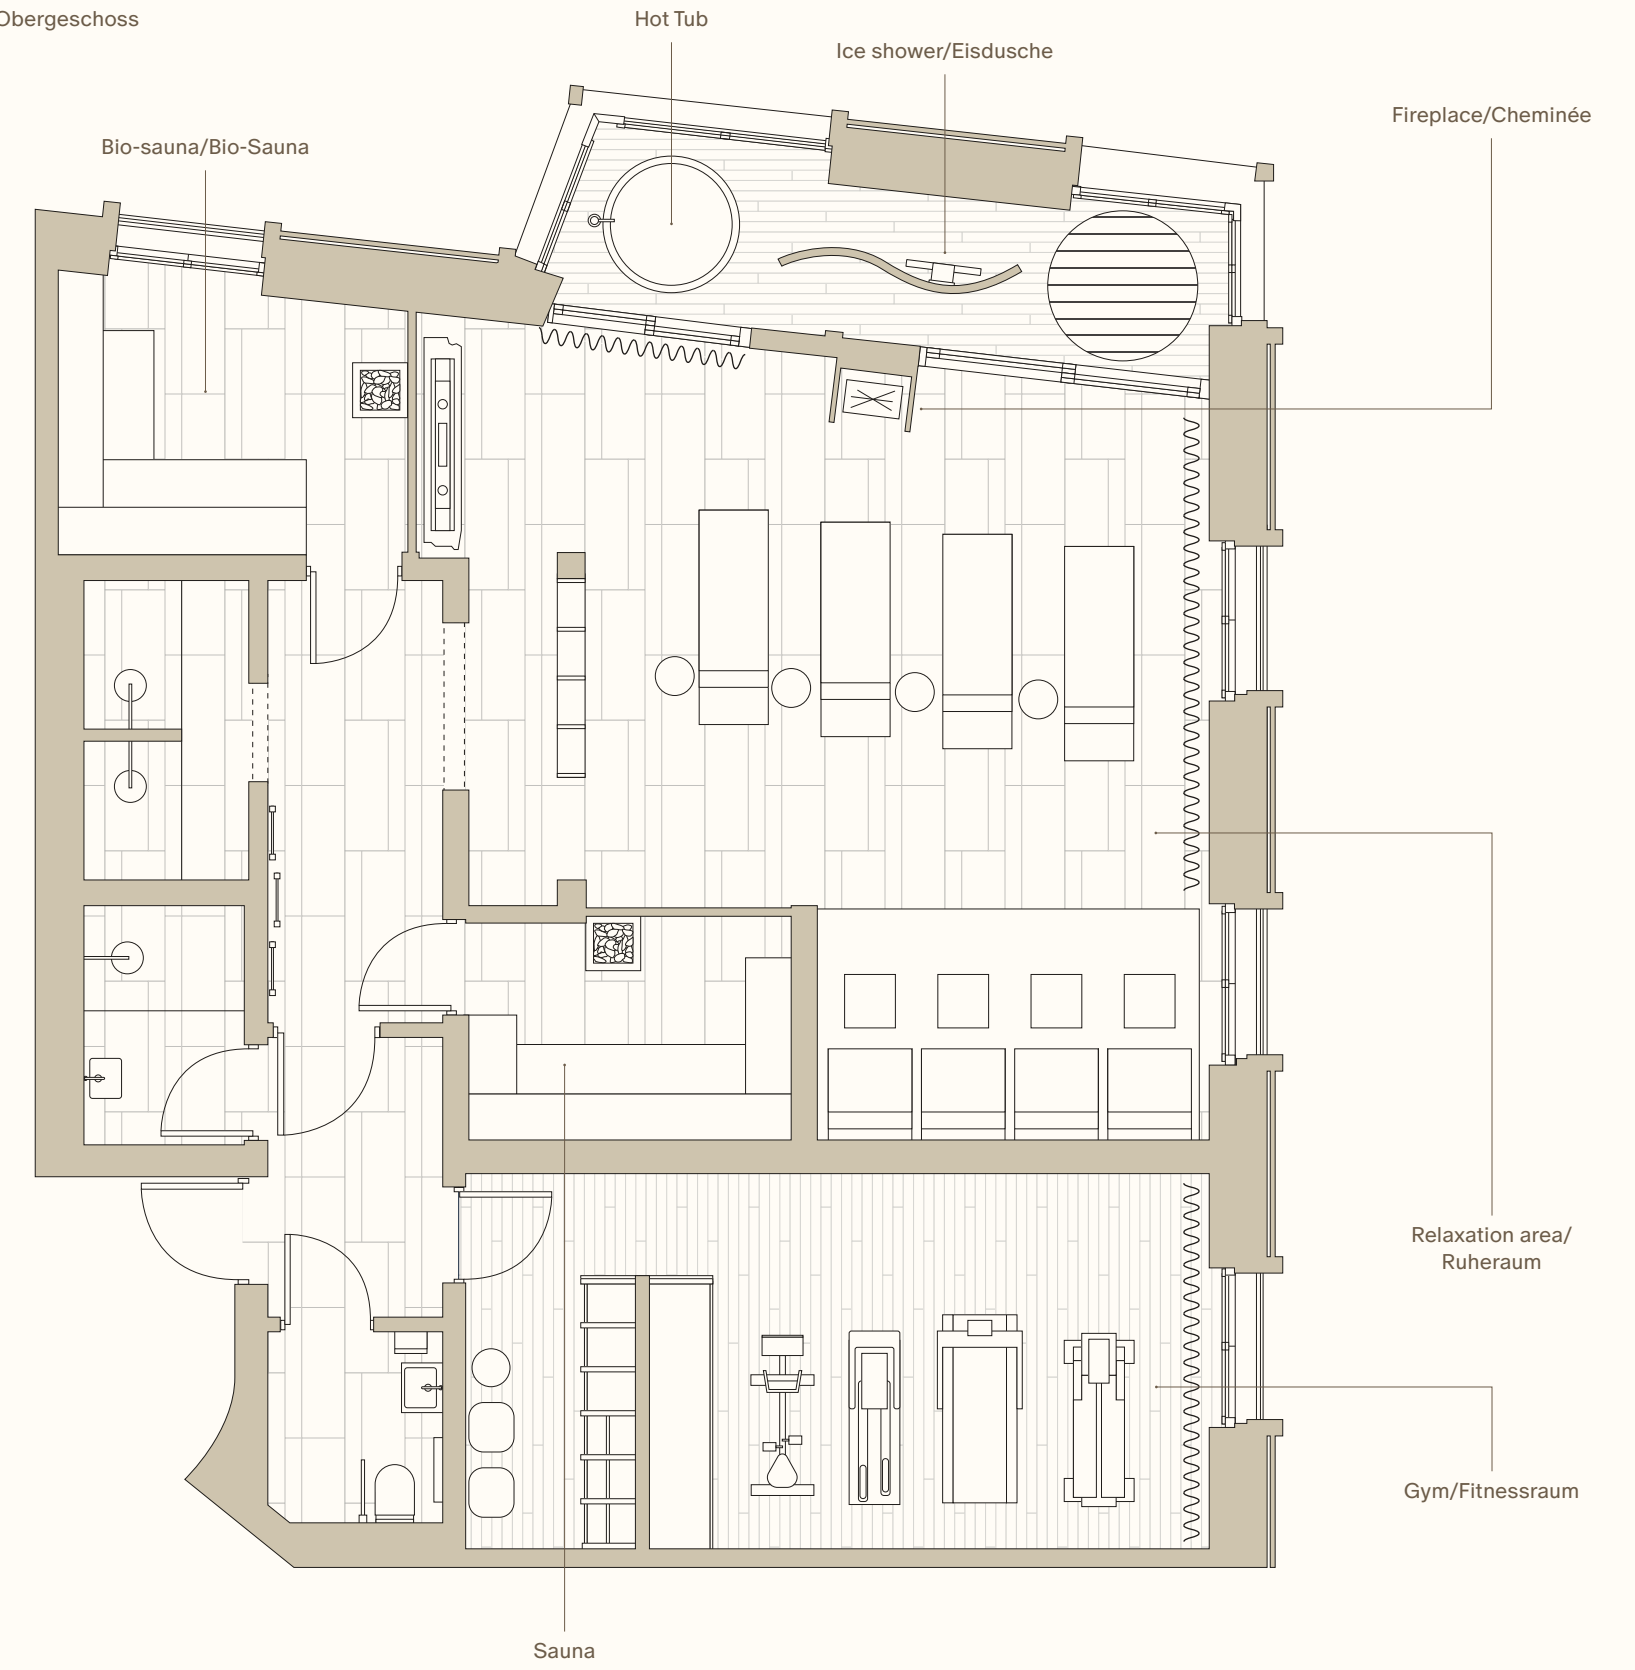 Obergeschoss
Hot Tub
Ice shower/Eisdusche
Fireplace/Cheminée
Bio-sauna/Bio-Sauna
Relaxation area/
Ruheraum
Gym/Fitnessraum
Sauna